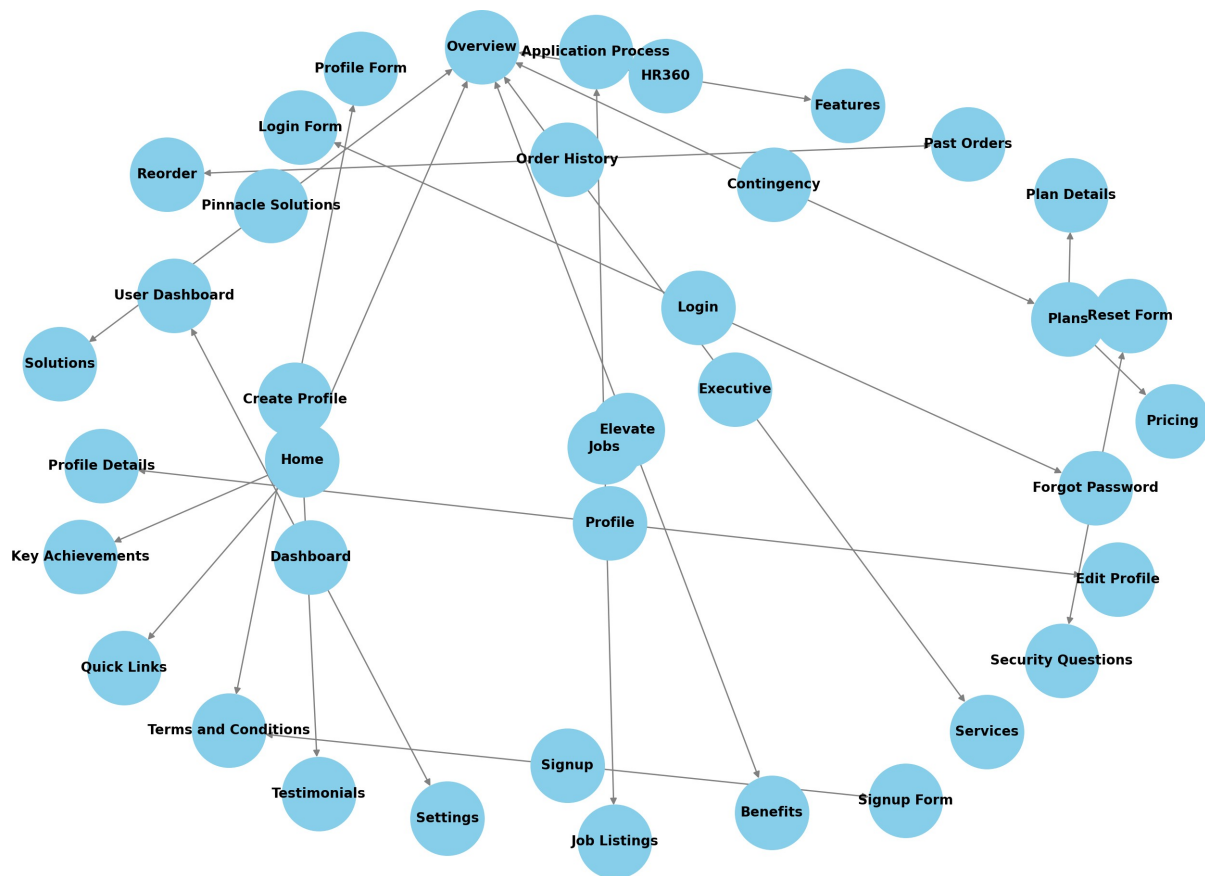 Overview
Application Process
Profile Form
HR360
Features
Login Form
Past Orders
Order History
Reorder
Contingency
Plan Details
Pinnacle Solutions
User Dashboard
Login
Plans
Reset Form
Solutions
Executive
Create Profile
Pricing
Elevate
Jobs
Home
Profile Details
Forgot Password
Profile
Key Achievements
Dashboard
Edit Profile
Security Questions
Quick Links
Terms and Conditions
Services
Signup
Testimonials
Signup Form
Benefits
Settings
Job Listings